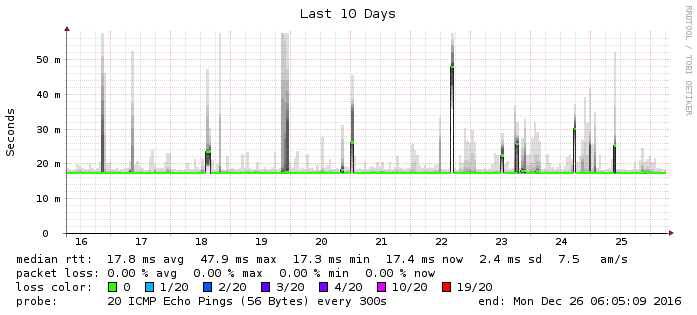 Last 10 Days
RRDTOOL / TOBI OETIKER
Seconds
50 m
40 m
30 m
20 m
10 m
0
16 17 18 19 20 21 22 23 24 25
median rtt: 17.8 ms avg 47.9 ms max 17.3 ms min 17.4 ms now 2.4 ms sd 7.5 am/s
packet loss: 0.00 % avg 0.00 % max 0.00 % min 0.00 % now
loss color: 0 1/20 2/20 3/20 4/20 10/20 19/20
probe: 20 ICMP Echo Pings (56 Bytes) every 300s end: Mon Dec 26 06:05:09 2016